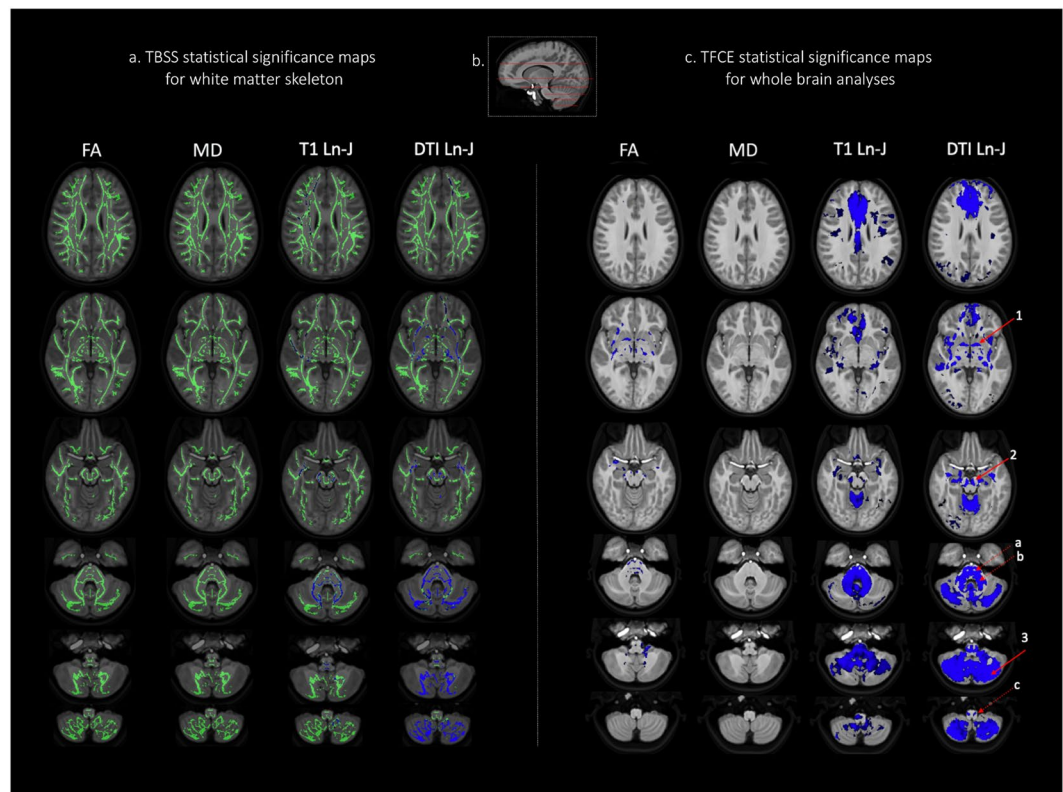 a. TBSS statistical significance maps
for white matter skeleton
b.
c. TFCE statistical significance maps
for whole brain analyses
FA MD T1 Ln-J DTI Ln-J
FA MD T1 Ln-J DTI Ln-J
1
2
a
b
3
c